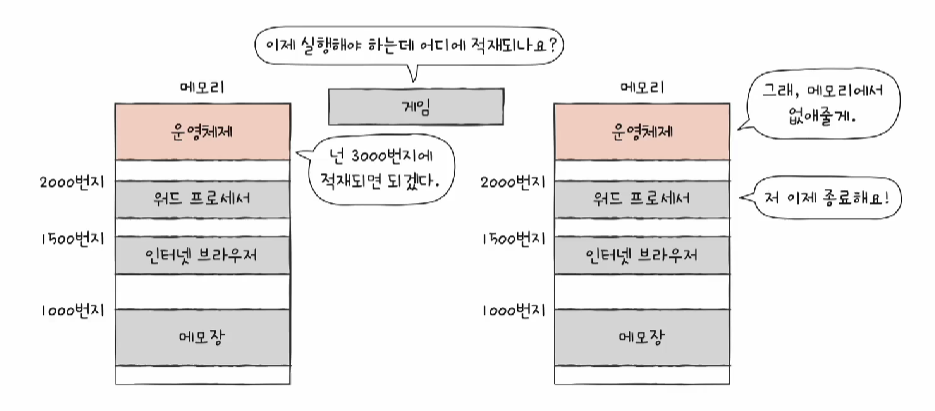 이제 실행해야 하는데 어디에 적재되나요?
메모리
게임
운영체제
넌 3000번지에
적재되면 되겠다.
2000번지
워드 프로세서
1500번지
인터넷 브라우저
1000번지
메모장
메모리
그래, 메모리에서
없애줄게.
운영체제
2000번지
워드 프로세서
저 이제 종료해요!
1500번지
인터넷 브라우저
1000번지
메모장